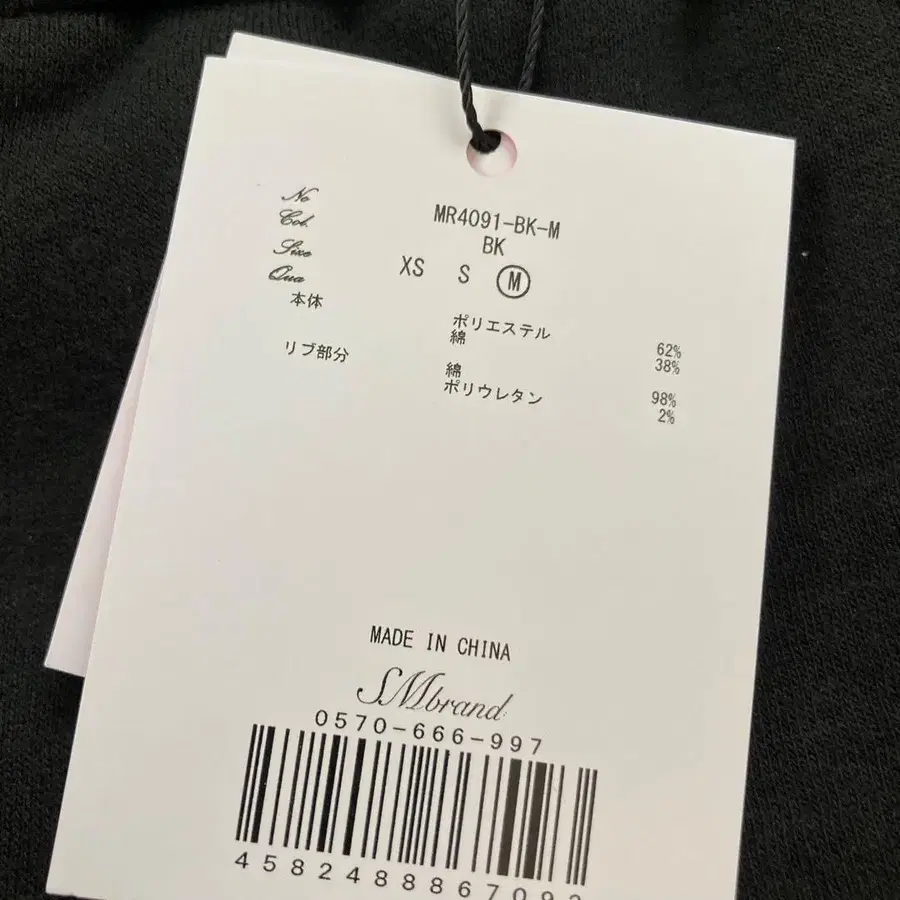 No MR4091-BK-M
Col. BK
Size XS S M
Qua
本体 ポリエステル 62%
綿 38%
リブ部分 綿 98%
ポリウレタン 2%
MADE IN CHINA
SMbrand
0570-666-997